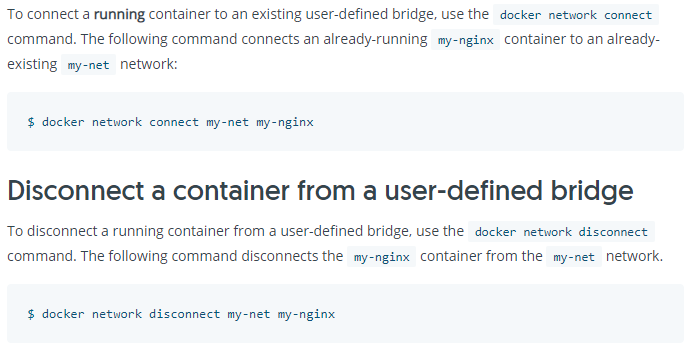 To connect a running container to an existing user-defined bridge, use the docker network connect
command. The following command connects an already-running my-nginx container to an already-
existing my-net network:
$ docker network connect my-net my-nginx
Disconnect a container from a user-defined bridge
To disconnect a running container from a user-defined bridge, use the docker network disconnect
command. The following command disconnects the my-nginx container from the my-net network.
$ docker network disconnect my-net my-nginx